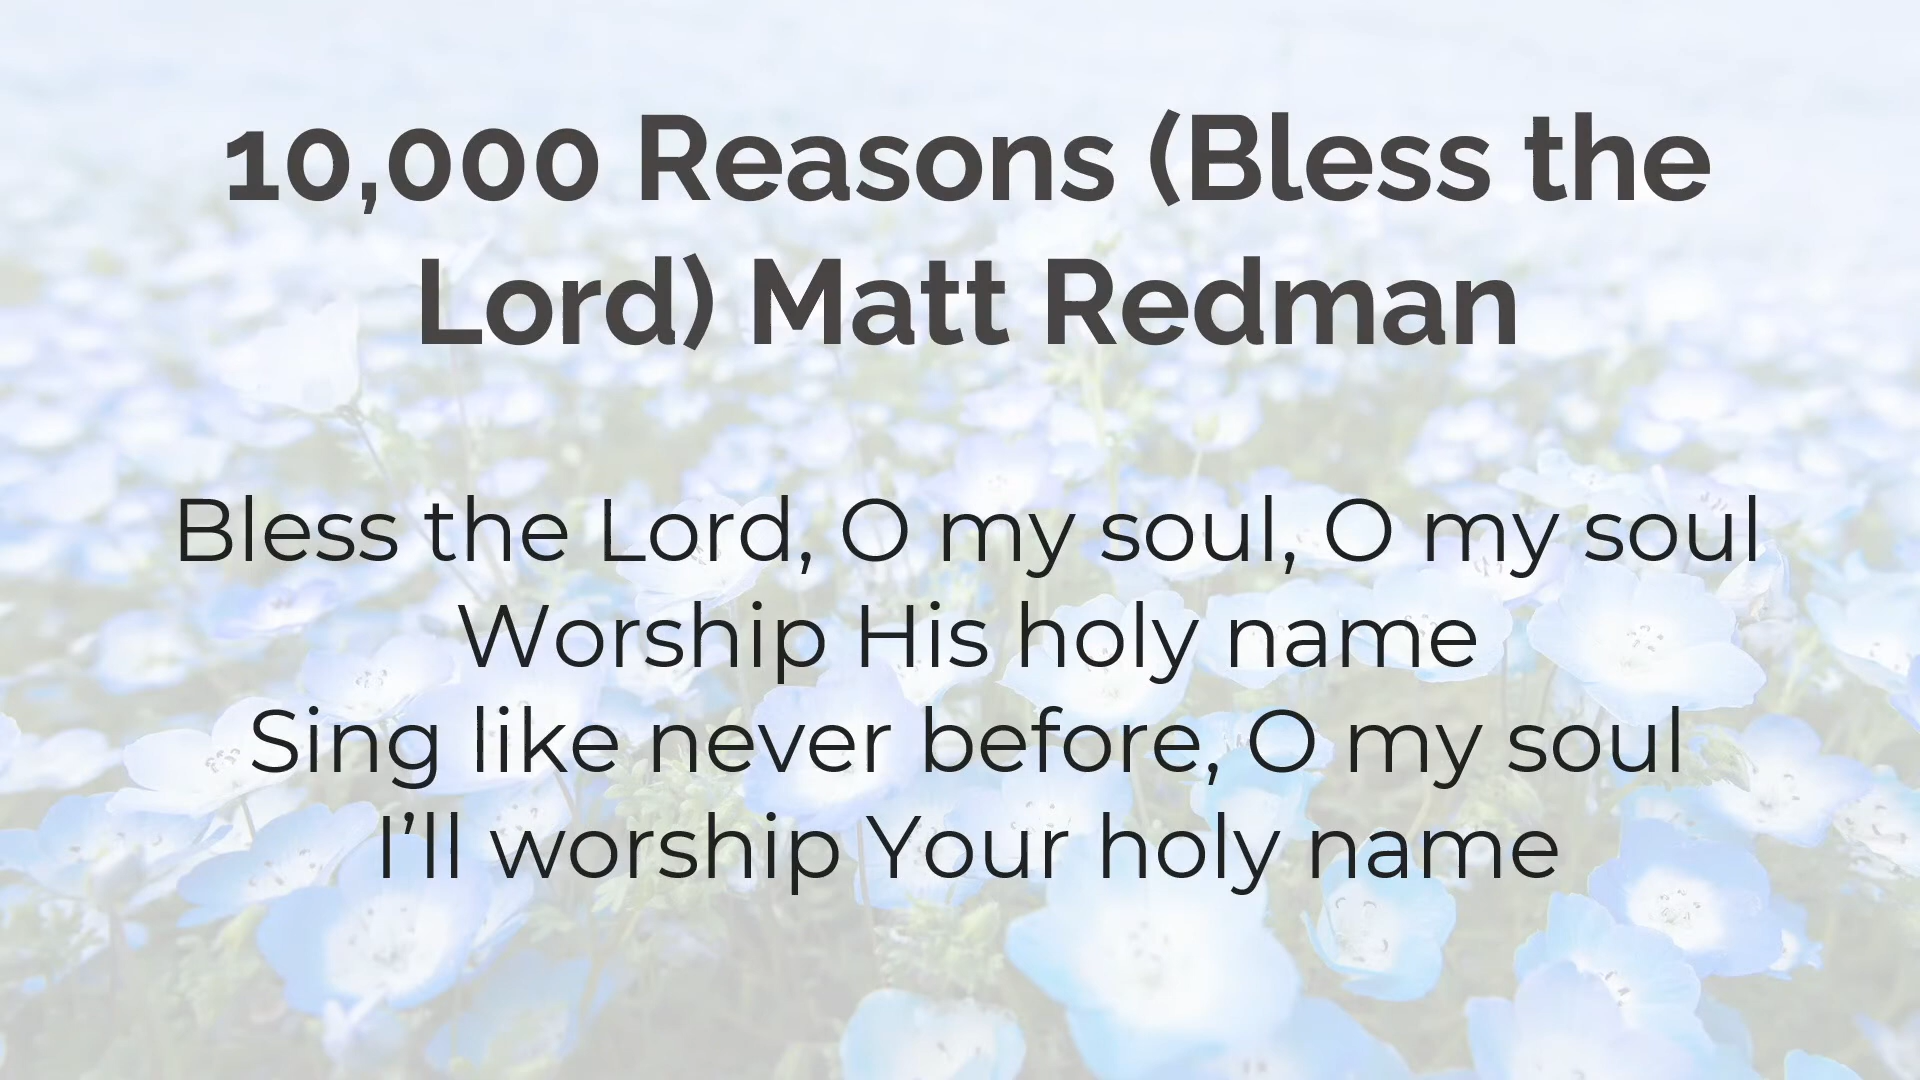 10,000 Reasons (Bless the
Lord) Matt Redman
Bless the Lord, O my soul, O my soul
Worship His holy name
Sing like never before, O my soul
I’ll worship Your holy name